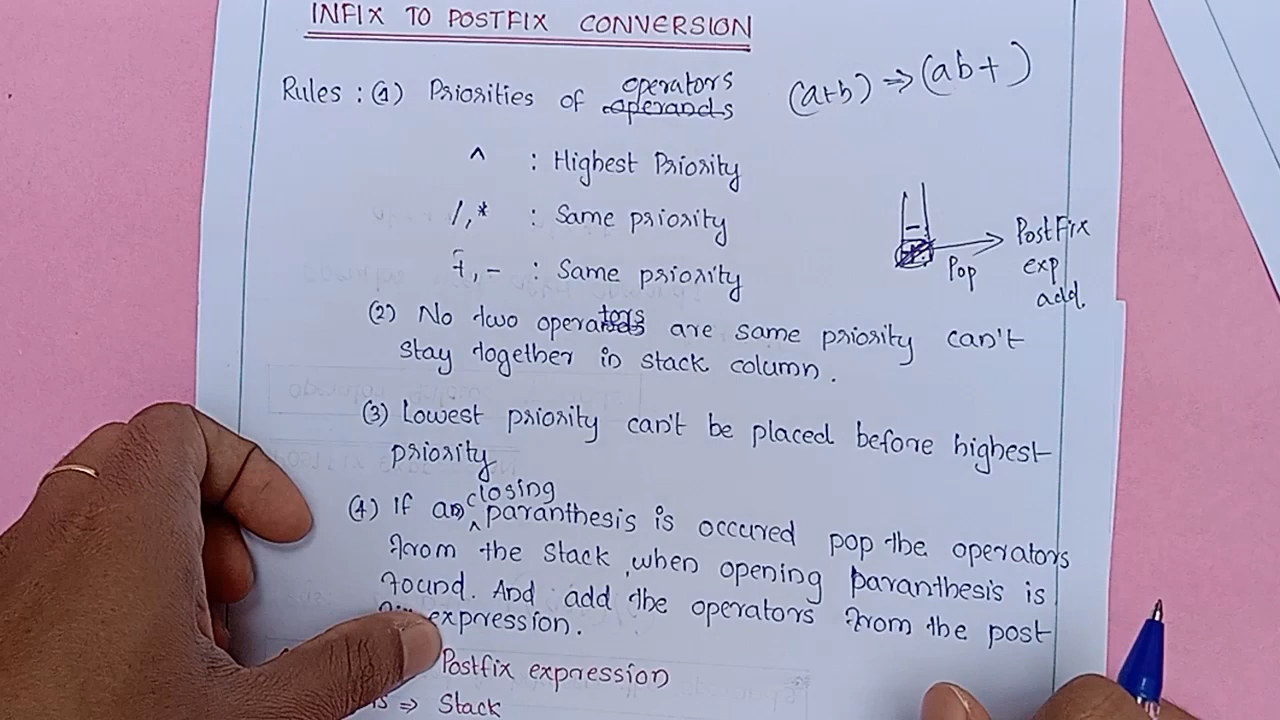 INFIX TO POSTFIX CONVERSION
operators
Rules : (1) Priorities of operands
(a+b) ⇒ (ab+)
^ : Highest Priority
/,* : Same priority
+,- : Same priority
-
+
Pop
PostFix
exp
add.
(2) No two operators are same priority can't
stay together in stack column.
(3) Lowest priority can't be placed before highest
priority
closing
(4) If an ^ paranthesis is occured pop the operators
from the stack, when opening paranthesis is
found. And add the operators from the post
expression.
Postfix expression
⇒ Stack